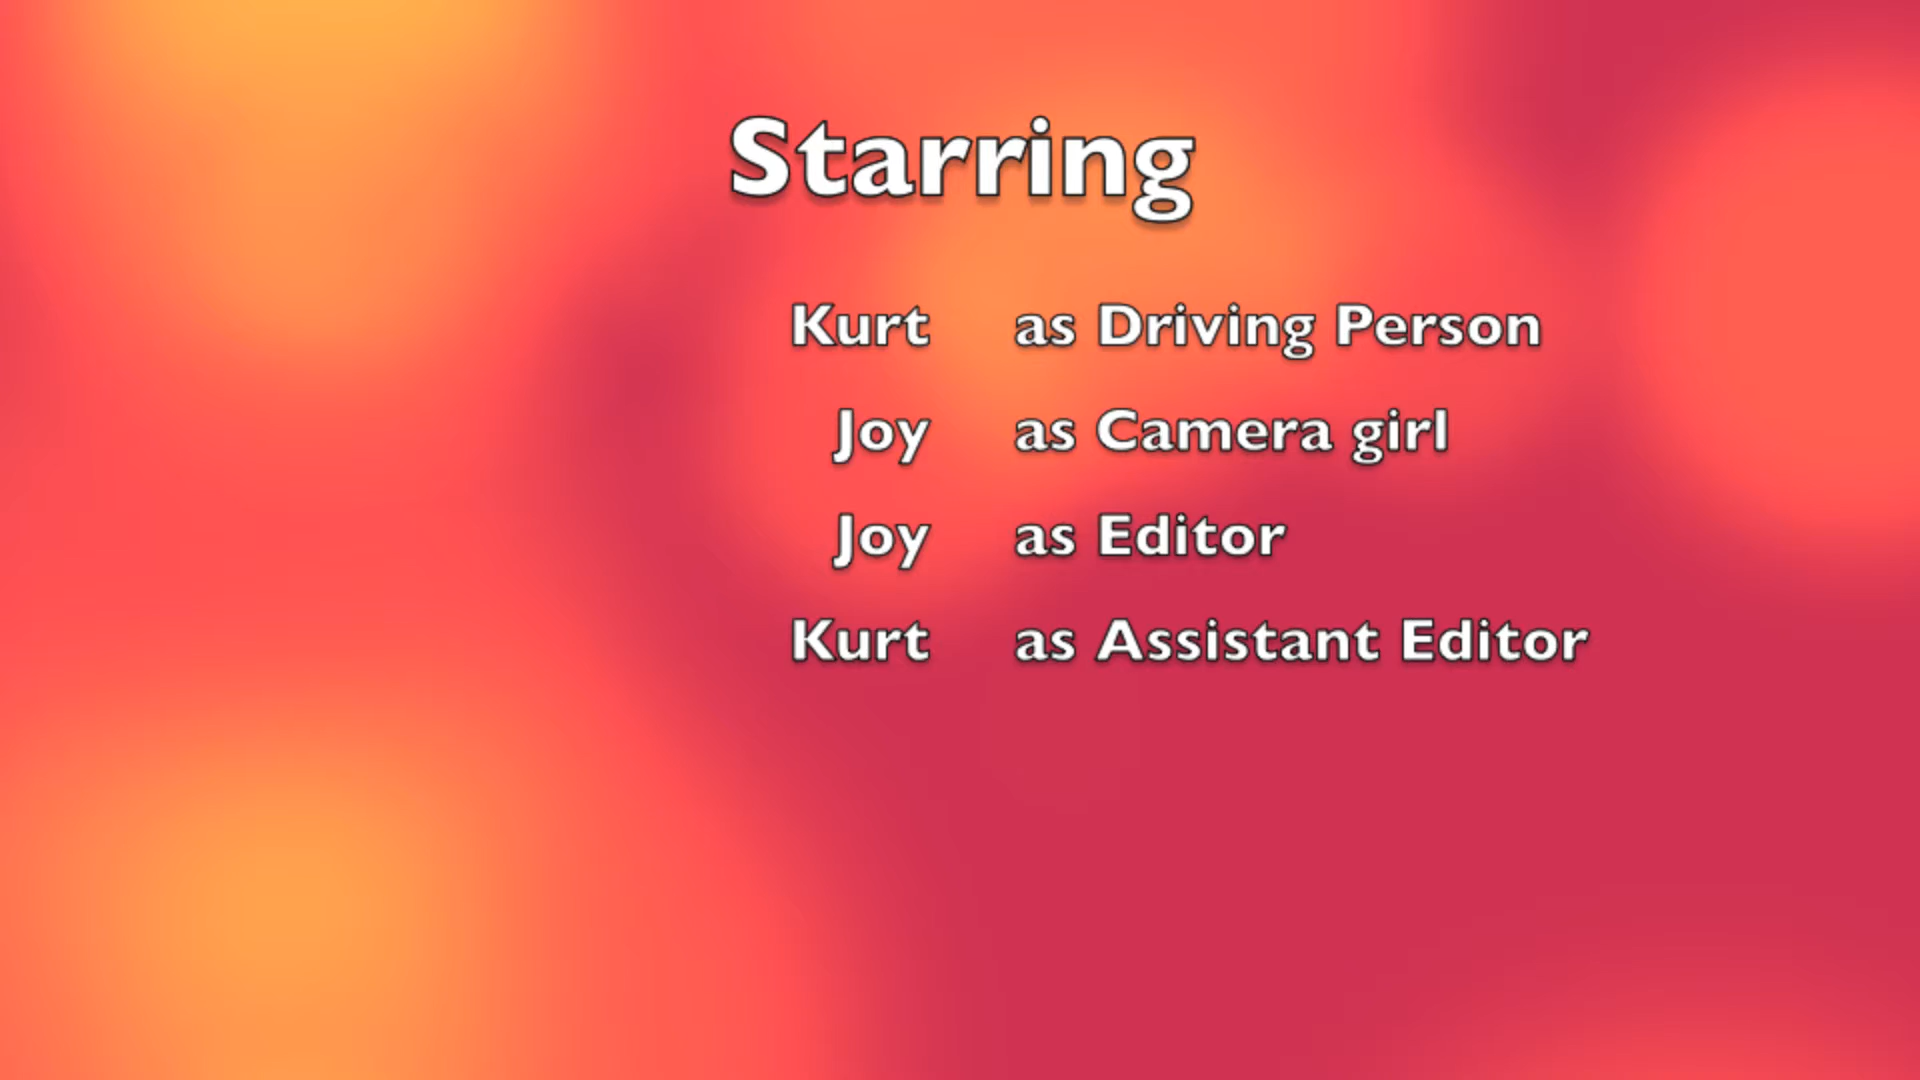 Starring
Kurt as Driving Person
Joy as Camera girl
Joy as Editor
Kurt as Assistant Editor